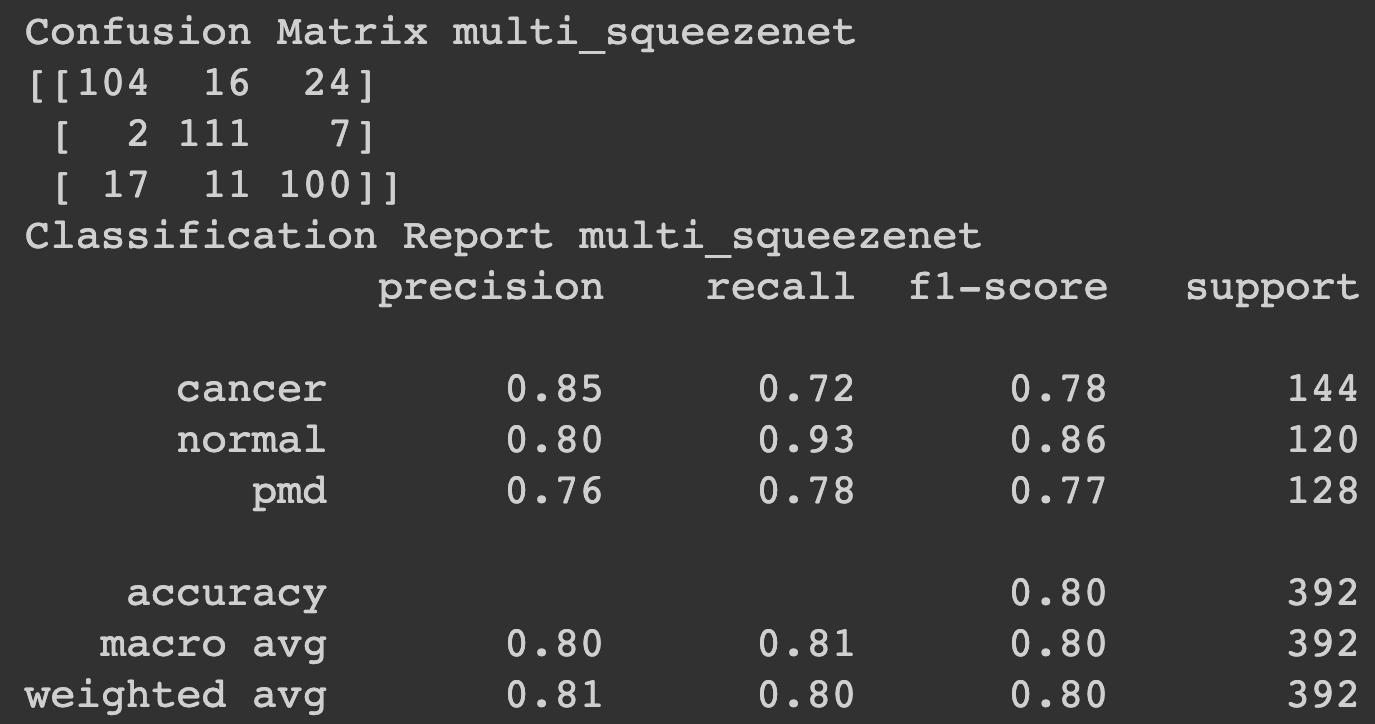 Confusion Matrix multi_squeezenet
[[104  16  24]
 [  2 111   7]
 [ 17  11 100]]
Classification Report multi_squeezenet
              precision    recall  f1-score   support

      cancer       0.85      0.72      0.78       144
      normal       0.80      0.93      0.86       120
         pmd       0.76      0.78      0.77       128

    accuracy                           0.80       392
   macro avg       0.80      0.81      0.80       392
weighted avg       0.81      0.80      0.80       392